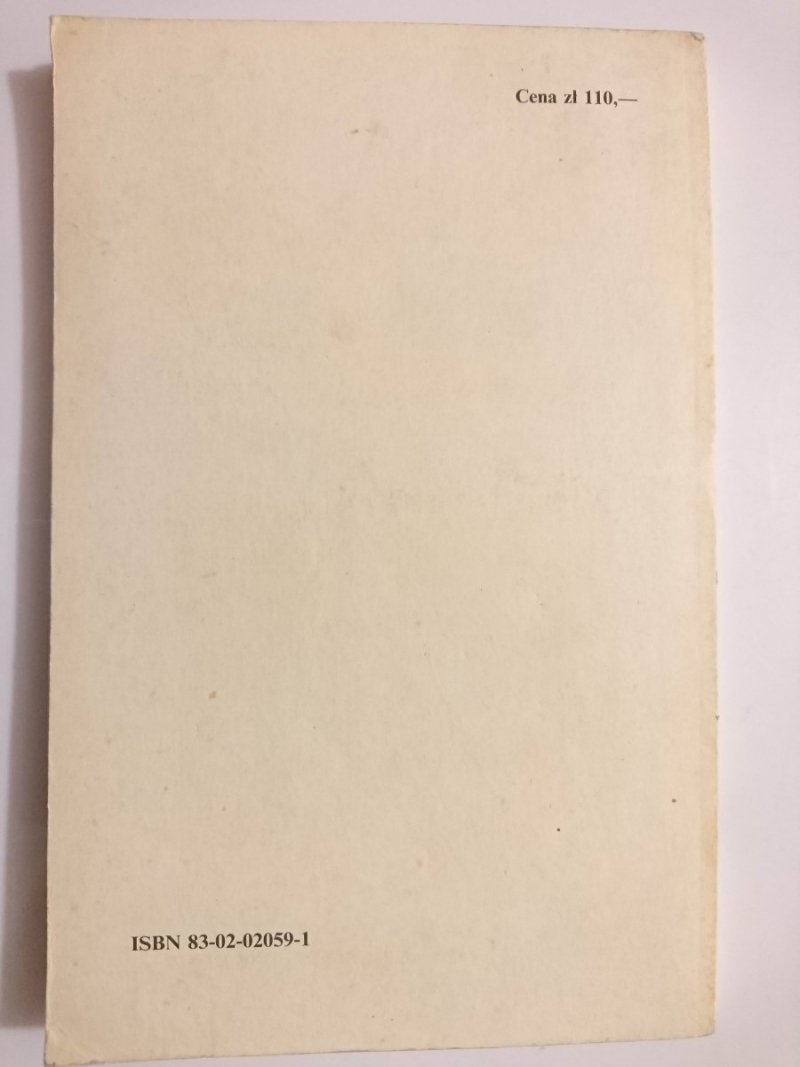 Cena zł 110,—
ISBN 83-02-02059-1